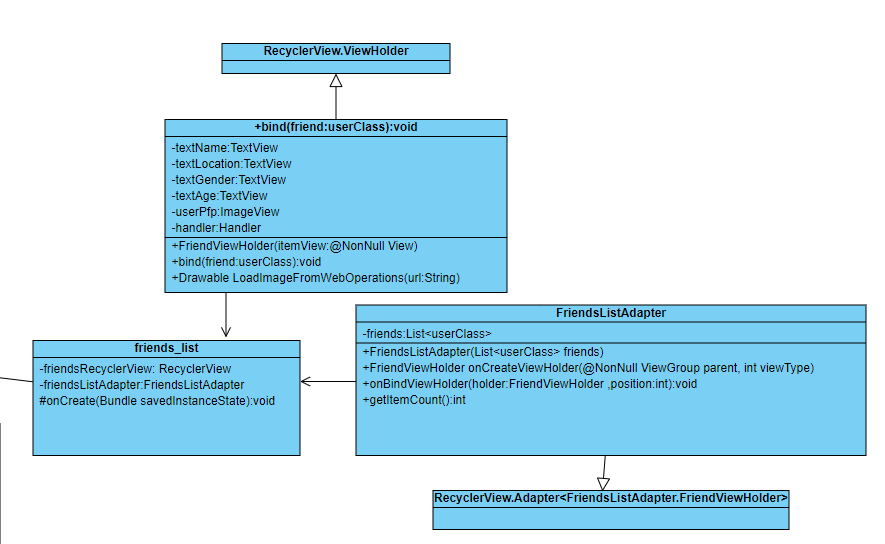 RecyclerView.ViewHolder
+bind(friend:userClass):void
-textName:TextView
-textLocation:TextView
-textGender:TextView
-textAge:TextView
-userPfp:ImageView
-handler:Handler
+FriendViewHolder(itemView:@NonNull View)
+bind(friend:userClass):void
+Drawable LoadImageFromWebOperations(url:String)
friends_list
-friendsRecyclerView: RecyclerView
-friendsListAdapter:FriendsListAdapter
#onCreate(Bundle savedInstanceState):void
FriendsListAdapter
-friends:List<userClass>
+FriendsListAdapter(List<userClass> friends)
+FriendViewHolder onCreateViewHolder(@NonNull ViewGroup parent, int viewType)
+onBindViewHolder(holder:FriendViewHolder ,position:int):void
+getItemCount():int
RecyclerView.Adapter<FriendsListAdapter.FriendViewHolder>